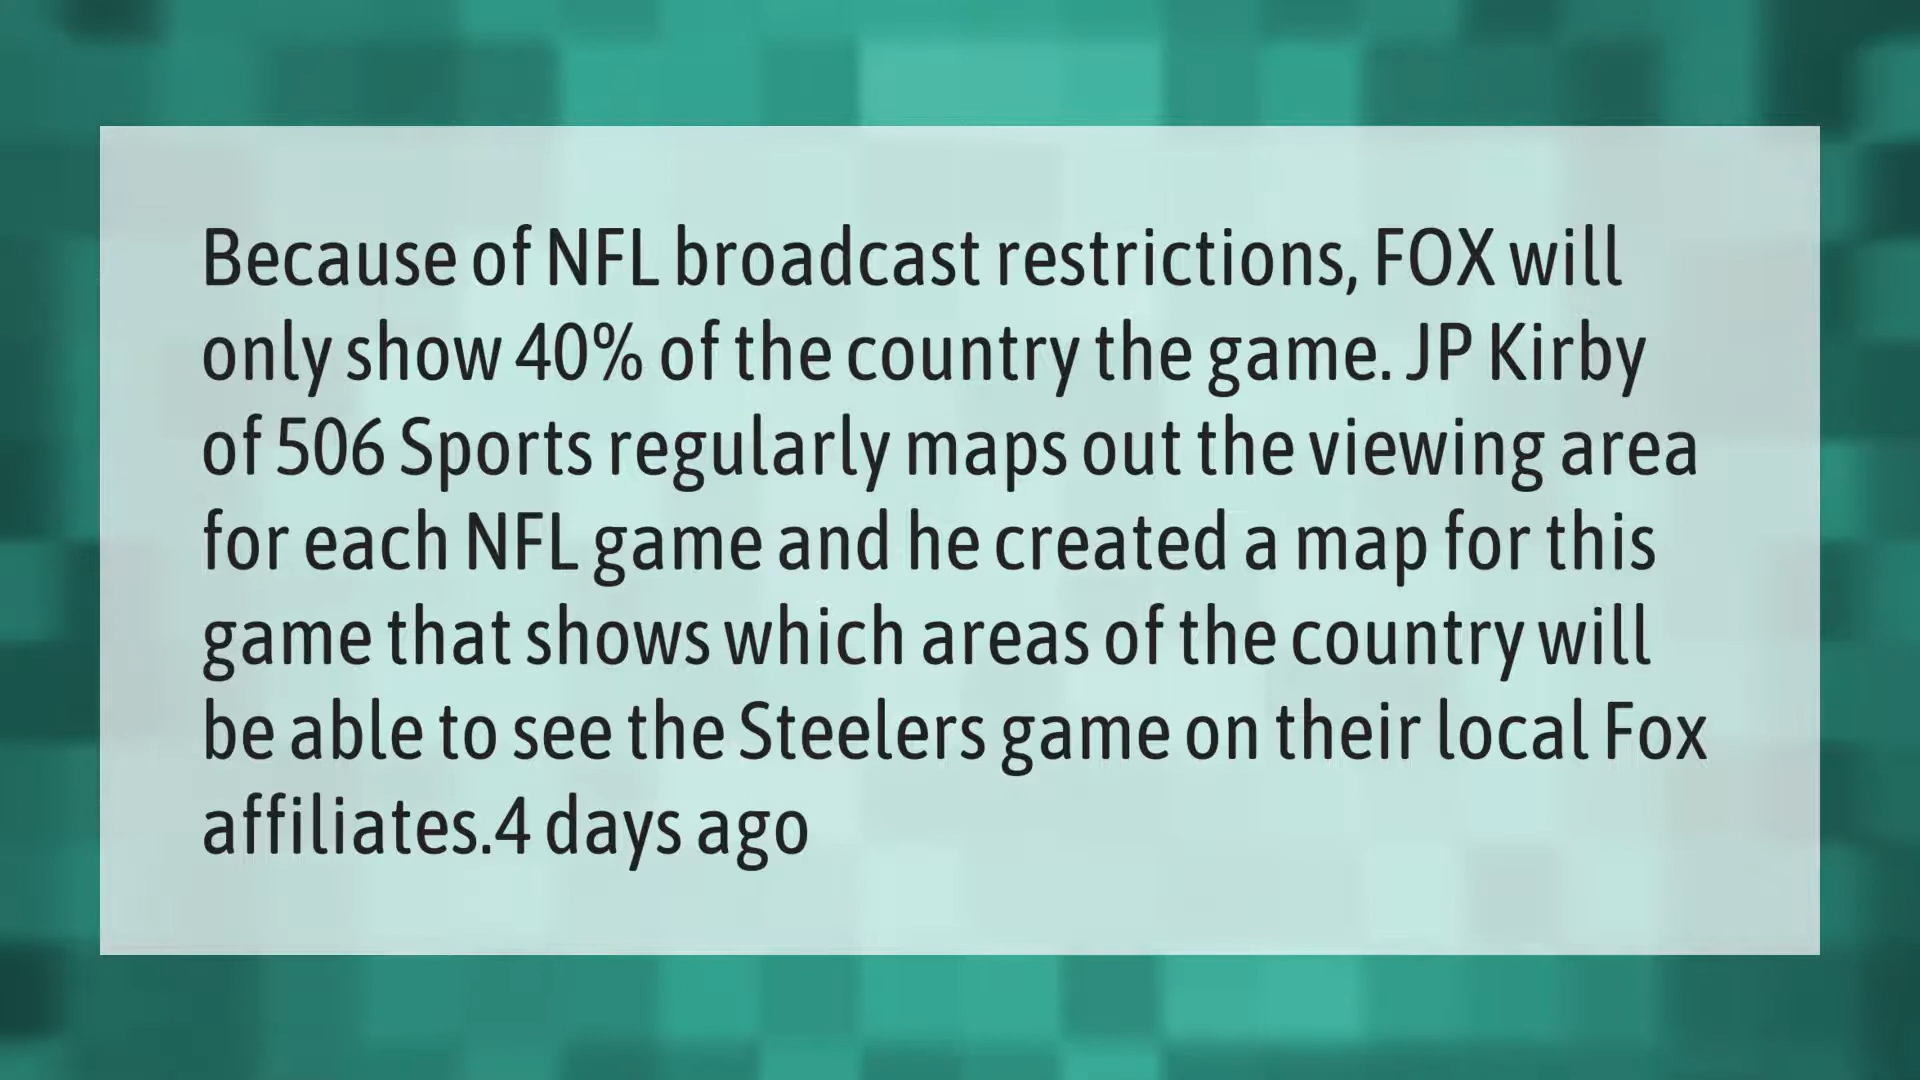 Because of NFL broadcast restrictions, FOX will
only show 40% of the country the game. JP Kirby
of 506 Sports regularly maps out the viewing area
for each NFL game and he created a map for this
game that shows which areas of the country will
be able to see the Steelers game on their local Fox
affiliates.4 days ago